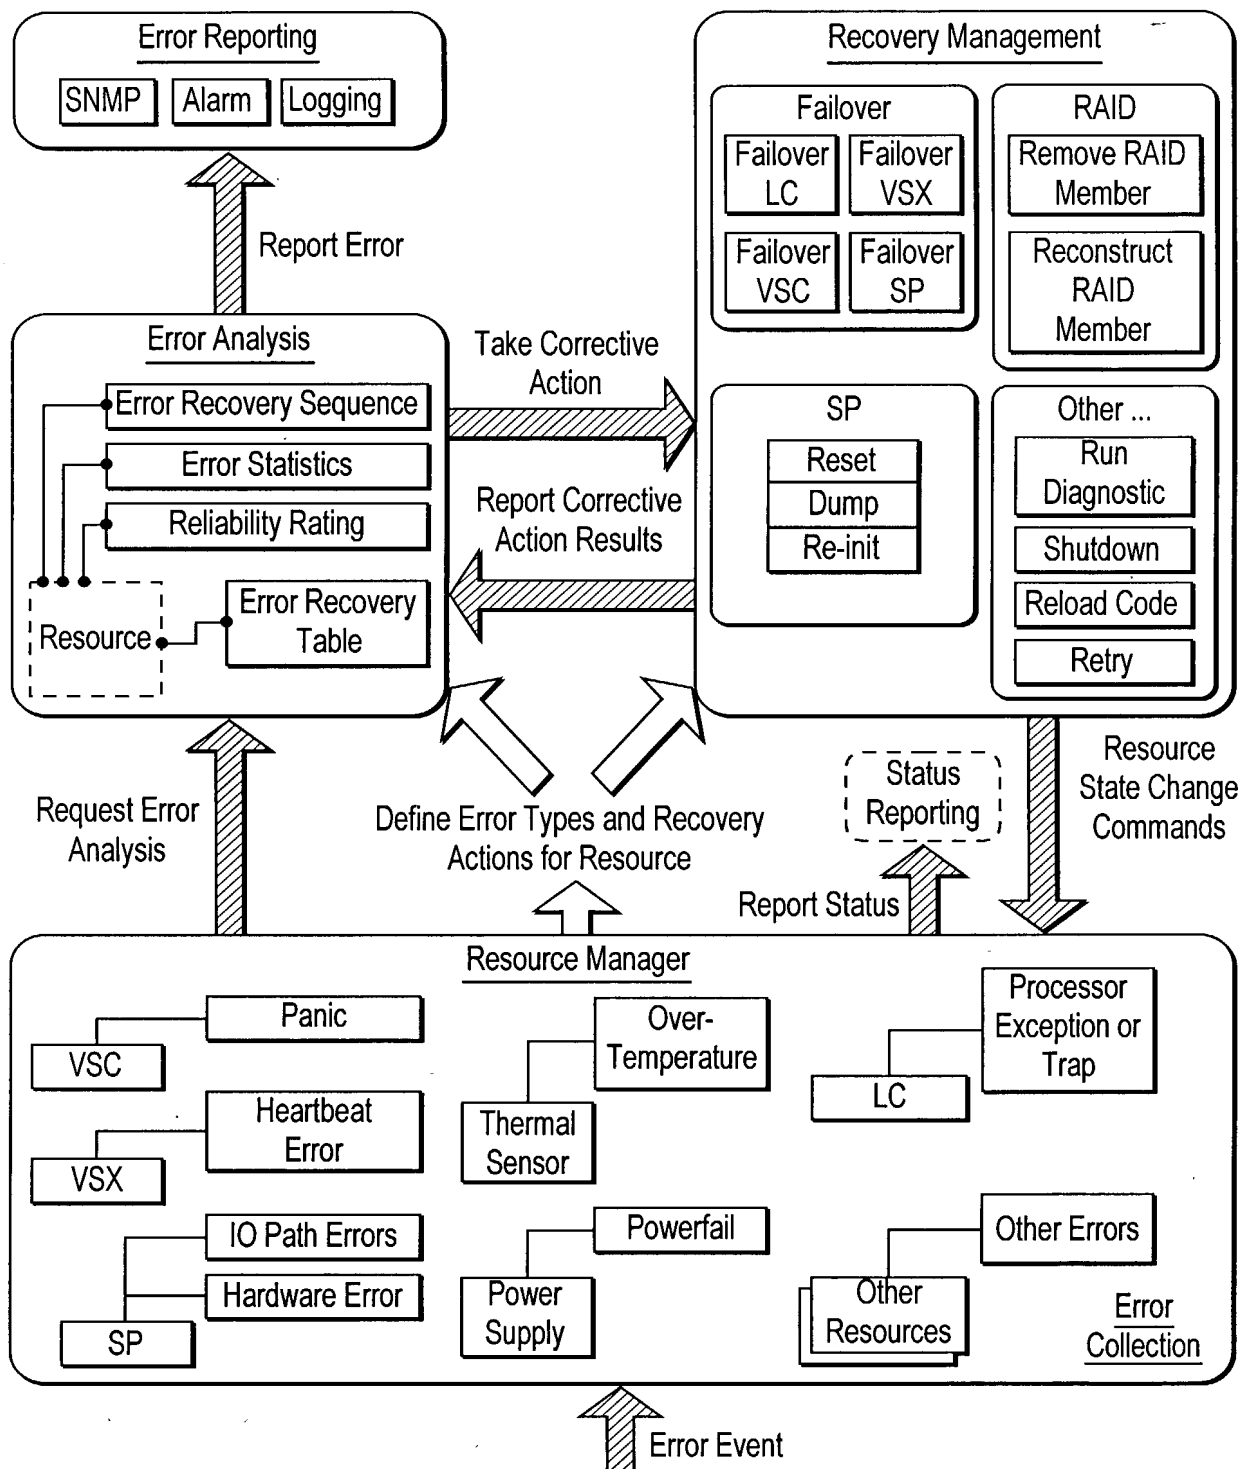 Error Reporting
SNMP
Alarm
Logging
Report Error
Error Analysis
Error Recovery Sequence
Error Statistics
Reliability Rating
Resource
Error Recovery
Table
Take Corrective
Action
Report Corrective
Action Results
Recovery Management
Failover
Failover
LC
Failover
VSX
Failover
VSC
Failover
SP
RAID
Remove RAID
Member
Reconstruct
RAID
Member
SP
Reset
Dump
Re-init
Other ...
Run
Diagnostic
Shutdown
Reload Code
Retry
Request Error
Analysis
Define Error Types and Recovery
Actions for Resource
Status
Reporting
Report Status
Resource
State Change
Commands
Resource Manager
Panic
VSC
Heartbeat
Error
VSX
IO Path Errors
Hardware Error
SP
Over-
Temperature
Thermal
Sensor
Powerfail
Power
Supply
Processor
Exception or
Trap
LC
Other Errors
Other
Resources
Error
Collection
Error Event